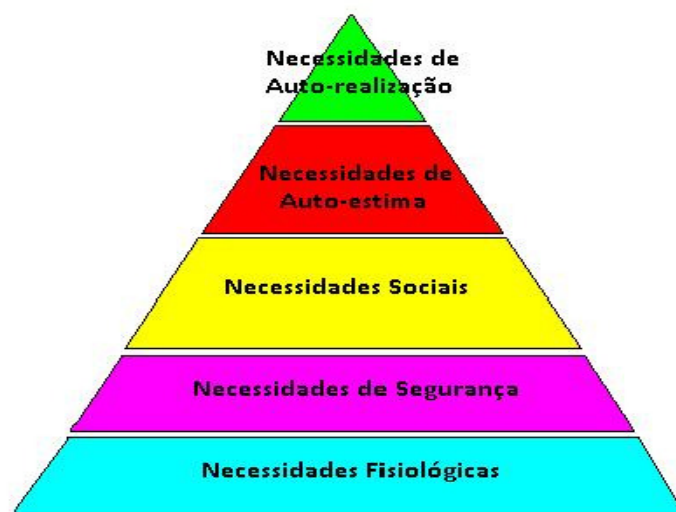 Necessidades de
Auto-realização
Necessidades de
Auto-estima
Necessidades Sociais
Necessidades de Segurança
Necessidades Fisiológicas